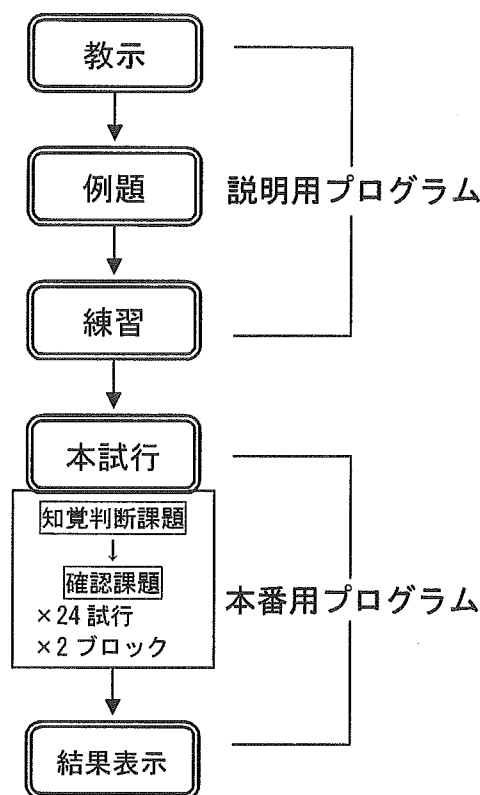 教示
例題
説明用プログラム
練習
本試行
知覚判断課題
↓
確認課題
×24試行
×2ブロック
本番用プログラム
結果表示